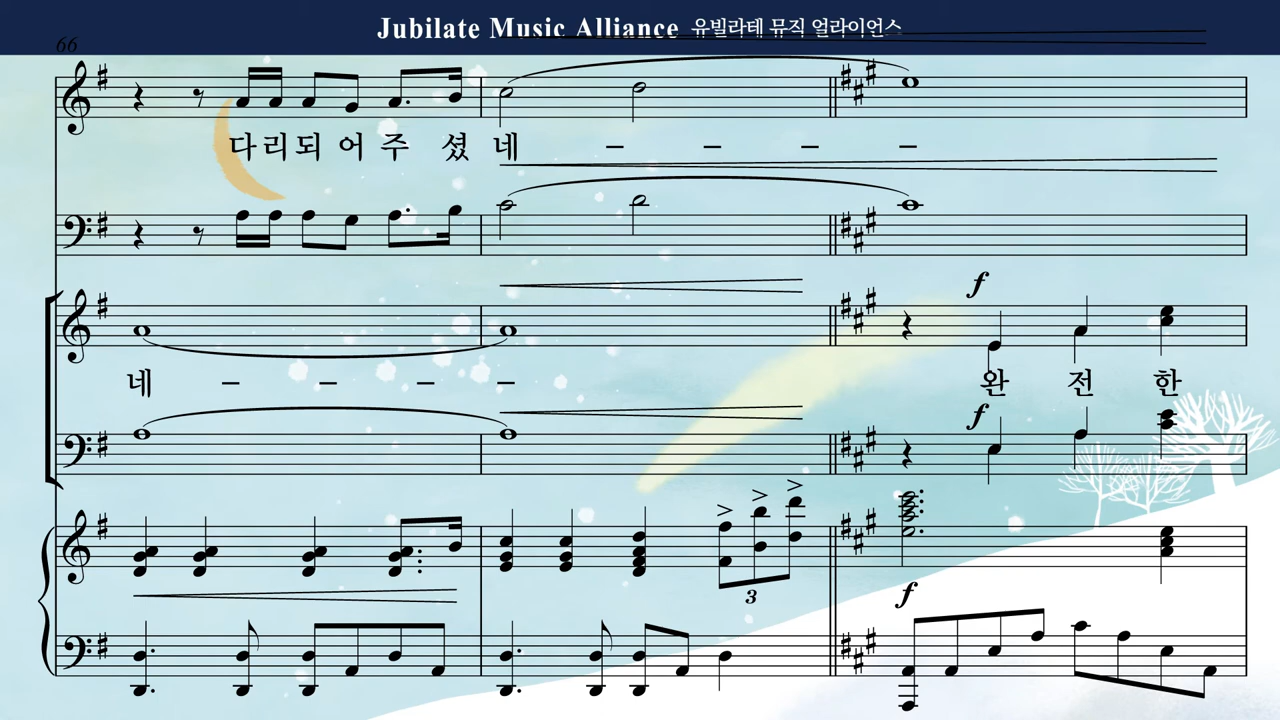 Jubilate Music Alliance 유빌라테 뮤직 얼라이언스
66
다 리 되 어 주 셨 네 – – – –
f
네 – – – – 완 전 한
f
3
f